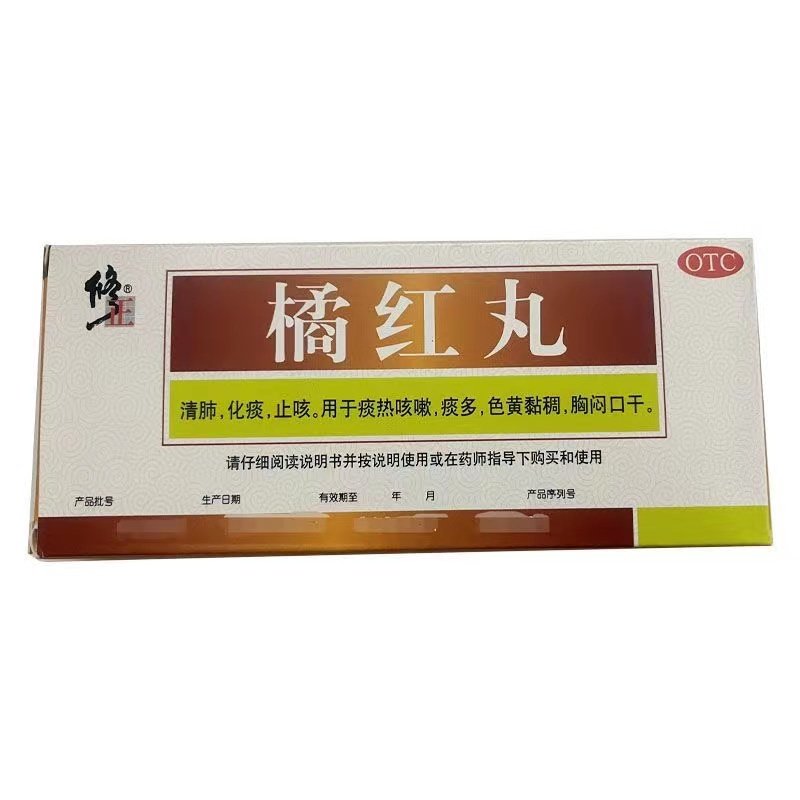 修正®
OTC
橘红丸
清肺,化痰,止咳。用于痰热咳嗽,痰多,色黄黏稠,胸闷口干。
请仔细阅读说明书并按说明使用或在药师指导下购买和使用
产品批号 生产日期 有效期至 年 月 产品序列号